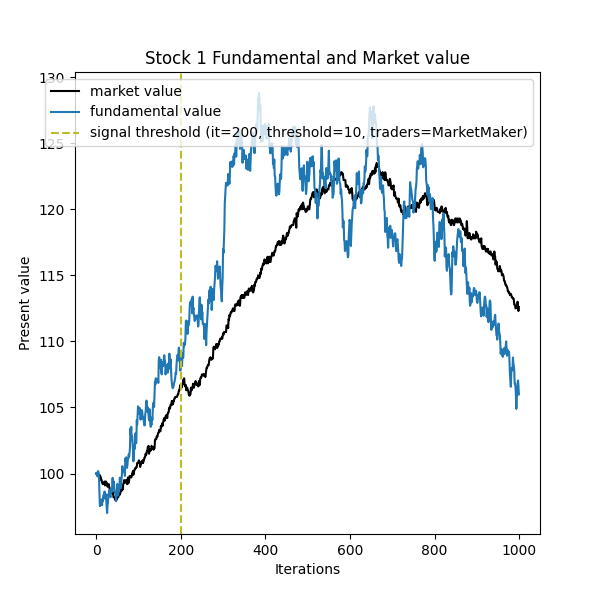 Stock 1 Fundamental and Market value
130
market value
fundamental value
signal threshold (it=200, threshold=10, traders=MarketMaker)
125
120
115
110
105
100
Present value
0 200 400 600 800 1000
Iterations